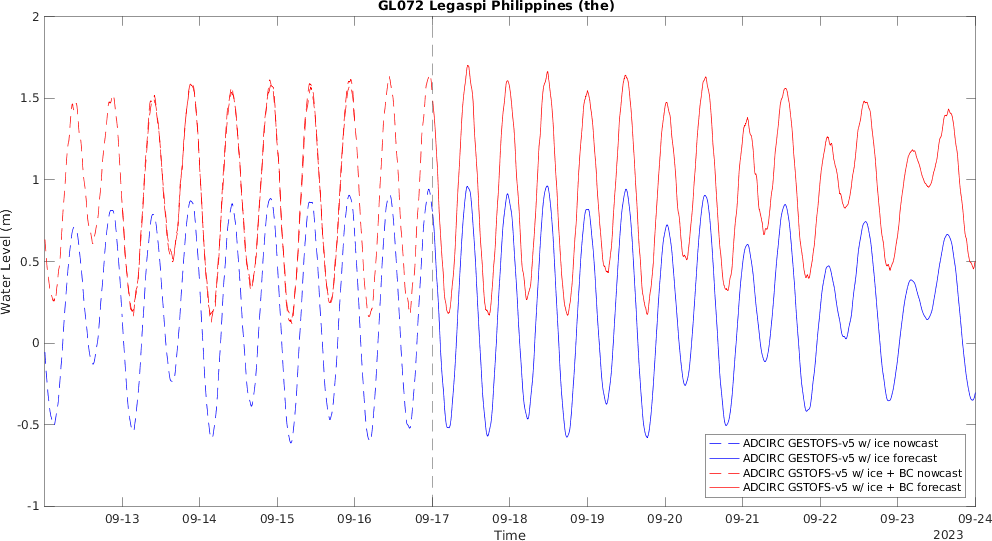 GL072 Legaspi Philippines (the)
2
1.5
1
0.5
0
-0.5
-1
Water Level (m)
09-13 09-14 09-15 09-16 09-17 09-18 09-19 09-20 09-21 09-22 09-23 09-24
Time
2023
ADCIRC GESTOFS-v5 w/ ice nowcast
ADCIRC GESTOFS-v5 w/ ice forecast
ADCIRC GSTOFS-v5 w/ ice + BC nowcast
ADCIRC GSTOFS-v5 w/ ice + BC forecast